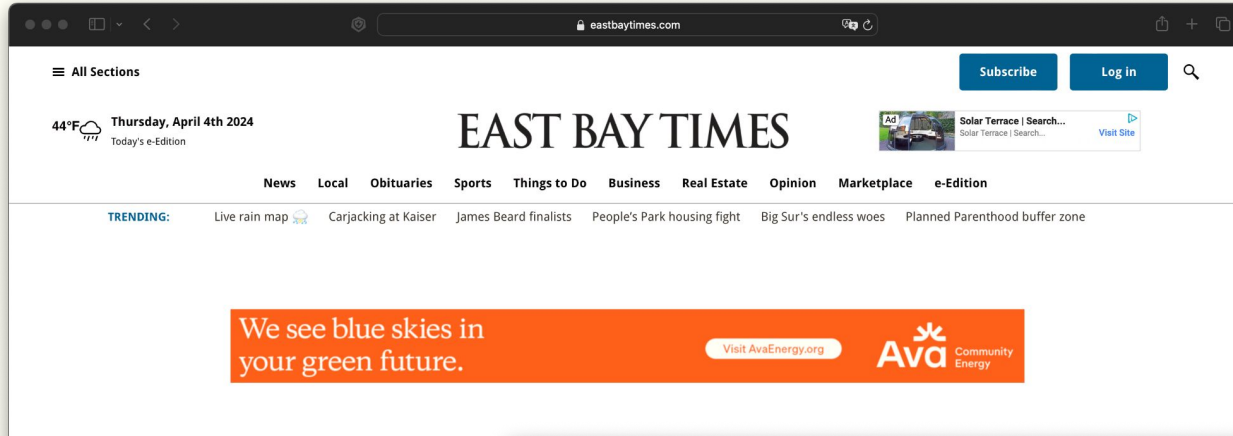 eastbaytimes.com
All Sections
Subscribe
Log in
44°F
Thursday, April 4th 2024
Today's e-Edition
EAST BAY TIMES
Ad
Solar Terrace | Search...
Solar Terrace | Search...
Visit Site
News Local Obituaries Sports Things to Do Business Real Estate Opinion Marketplace e-Edition
TRENDING: Live rain map Carjacking at Kaiser James Beard finalists People's Park housing fight Big Sur's endless woes Planned Parenthood buffer zone
We see blue skies in
your green future.
Visit AvaEnergy.org
Ava Community
Energy